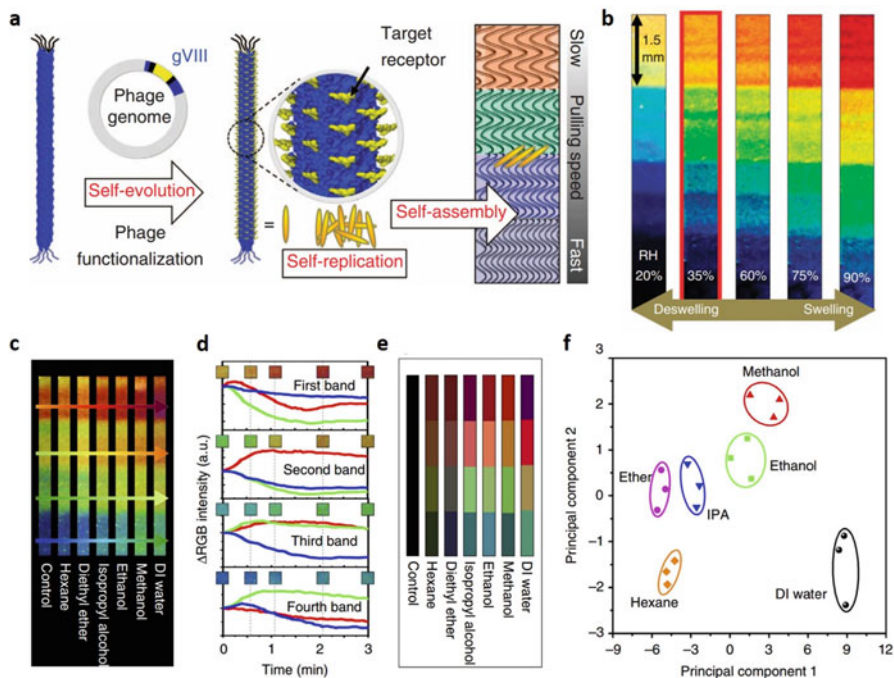 a
gVIII
Phage
genome
Self-evolution
Phage
functionalization
Target
receptor
=
Self-replication
Self-assembly
Slow
Pulling speed
Fast
b
1.5
mm
RH
20%
35%
60%
75%
90%
Deswelling
Swelling
c
Control
Hexane
Diethyl ether
Isopropyl alcohol
Ethanol
Methanol
DI water
d
ΔRGB intensity (a.u.)
First band
Second band
Third band
Fourth band
0
1
2
3
Time (min)
e
Control
Hexane
Diethyl ether
Isopropyl alcohol
Ethanol
Methanol
DI water
f
Principal component 2
3
2
1
0
−1
−2
−3
Methanol
Ethanol
Ether
IPA
Hexane
DI water
−9
−6
−3
0
3
6
9
12
Principal component 1